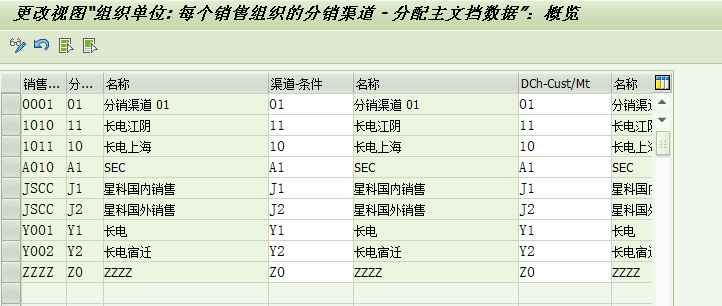 更改视图“组织单位: 每个销售组织的分销渠道 - 分配主文挡数据”: 概览
销售... 分... 名称 渠道-条件 名称 DCh-Cust/Mt 名称
0001 01 分销渠道 01 01 分销渠道 01 01 分销渠道
1010 11 长电江阴 11 长电江阴 11 长电江阴
1011 10 长电上海 10 长电上海 10 长电上海
A010 A1 SEC A1 SEC A1 SEC
JSCC J1 星科国内销售 J1 星科国内销售 J1 星科国内
JSCC J2 星科国外销售 J2 星科国外销售 J2 星科国外
Y001 Y1 长电 Y1 长电 Y1 长电
Y002 Y2 长电宿迁 Y2 长电宿迁 Y2 长电宿迁
ZZZZ Z0 ZZZZ Z0 ZZZZ Z0 ZZZZ